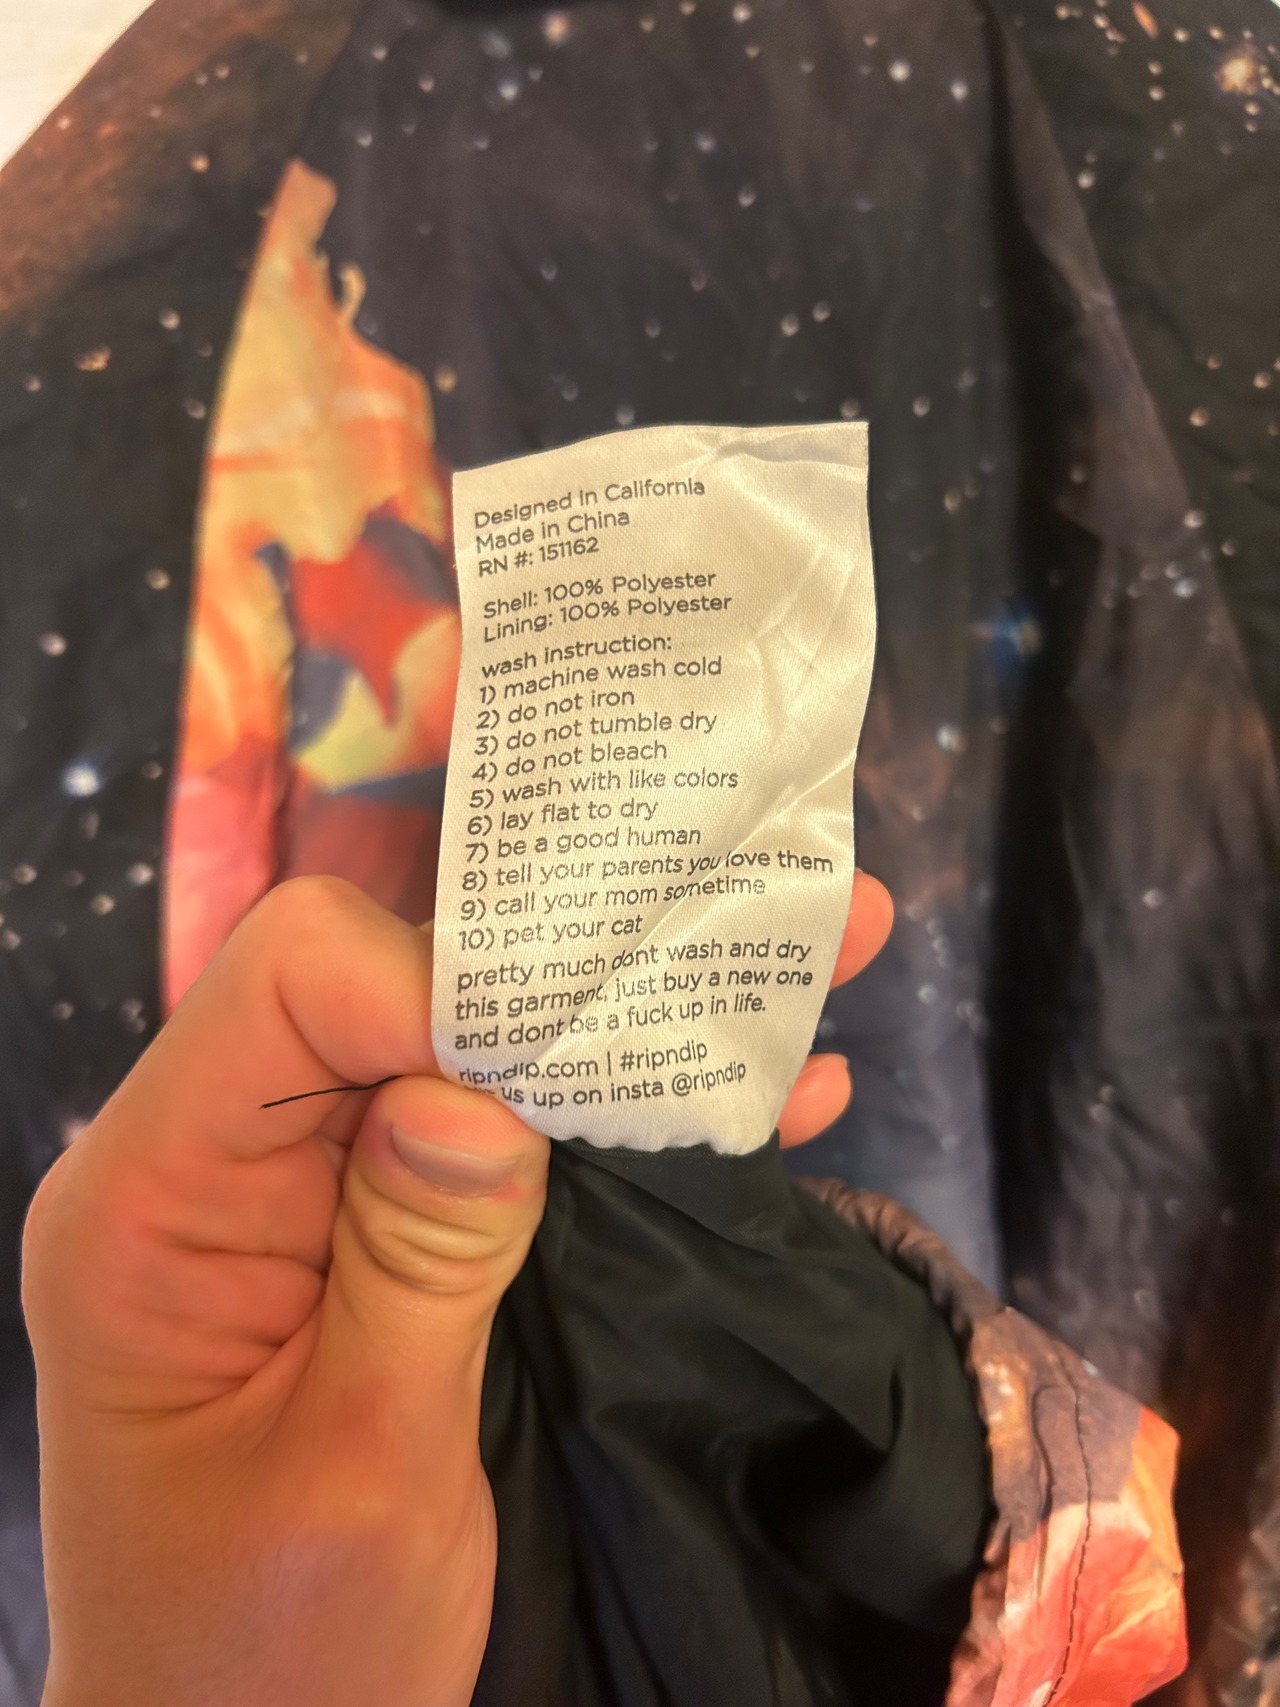 Designed in California
Made in China
RN #: 151162
Shell: 100% Polyester
Lining: 100% Polyester
wash instruction:
1) machine wash cold
2) do not iron
3) do not tumble dry
4) do not bleach
5) wash with like colors
6) lay flat to dry
7) be a good human
8) tell your parents you love them
9) call your mom sometime
10) pet your cat
pretty much dont wash and dry
this garment, just buy a new one
and dont be a fuck up in life.
ripndip.com | #ripndip
us up on insta @ripndip